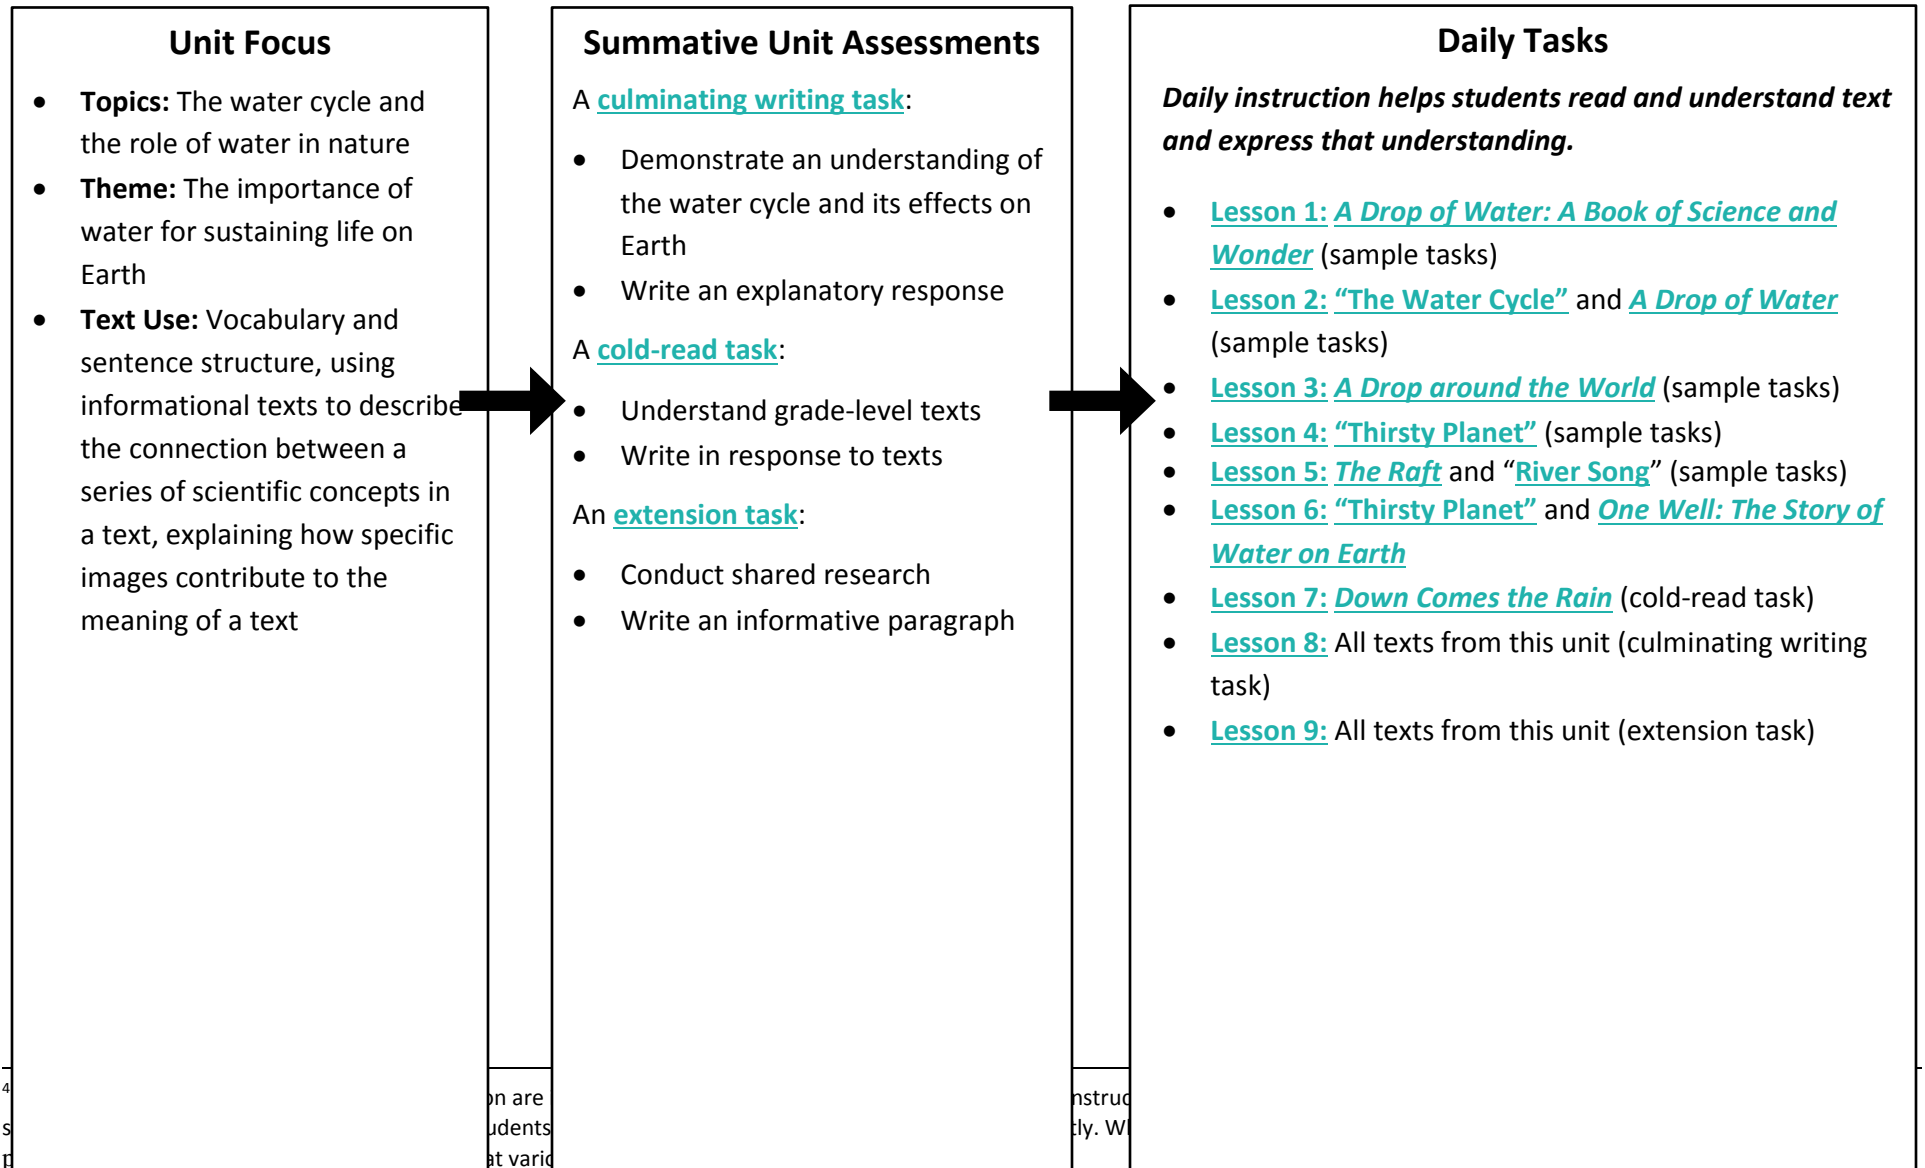 Unit Focus
• Topics: The water cycle and
the role of water in nature
• Theme: The importance of
water for sustaining life on
Earth
• Text Use: Vocabulary and
sentence structure, using
informational texts to describe
the connection between a
series of scientific concepts in
a text, explaining how specific
images contribute to the
meaning of a text
Summative Unit Assessments
A culminating writing task:
• Demonstrate an understanding of
the water cycle and its effects on
Earth
• Write an explanatory response
A cold-read task:
• Understand grade-level texts
• Write in response to texts
An extension task:
• Conduct shared research
• Write an informative paragraph
Daily Tasks
Daily instruction helps students read and understand text
and express that understanding.
• Lesson 1: A Drop of Water: A Book of Science and
Wonder (sample tasks)
• Lesson 2: “The Water Cycle” and A Drop of Water
(sample tasks)
• Lesson 3: A Drop around the World (sample tasks)
• Lesson 4: “Thirsty Planet” (sample tasks)
• Lesson 5: The Raft and “River Song” (sample tasks)
• Lesson 6: “Thirsty Planet” and One Well: The Story of
Water on Earth
• Lesson 7: Down Comes the Rain (cold-read task)
• Lesson 8: All texts from this unit (culminating writing
task)
• Lesson 9: All texts from this unit (extension task)
4 are